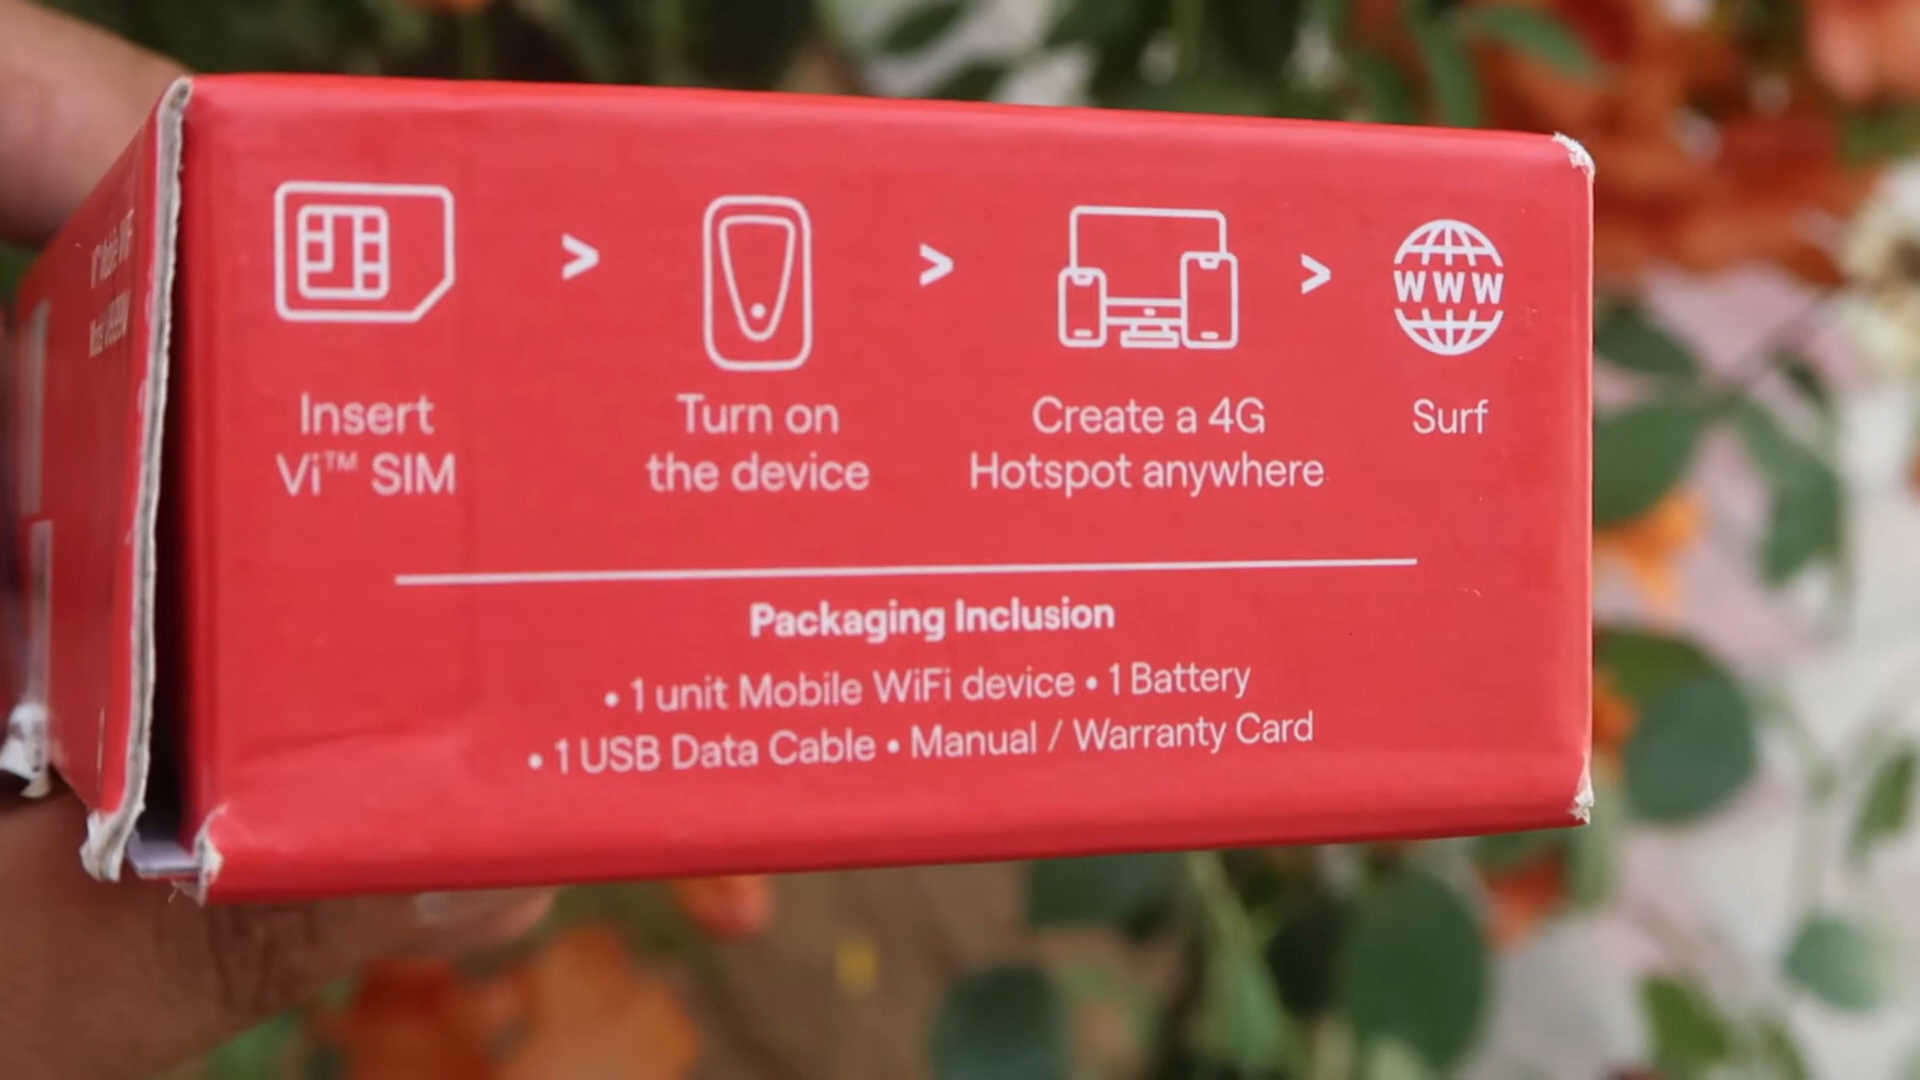 WWW
Insert
Vi™ SIM
>
Turn on
the device
>
Create a 4G
Hotspot anywhere
>
Surf
Packaging Inclusion
• 1 unit Mobile WiFi device • 1 Battery
• 1 USB Data Cable • Manual / Warranty Card